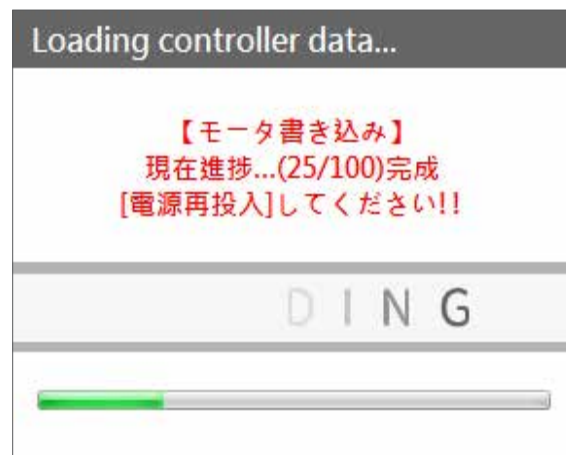 Loading controller data...
【モータ書き込み】
現在進捗...(25/100)完成
[電源再投入]してください!!
D I N G